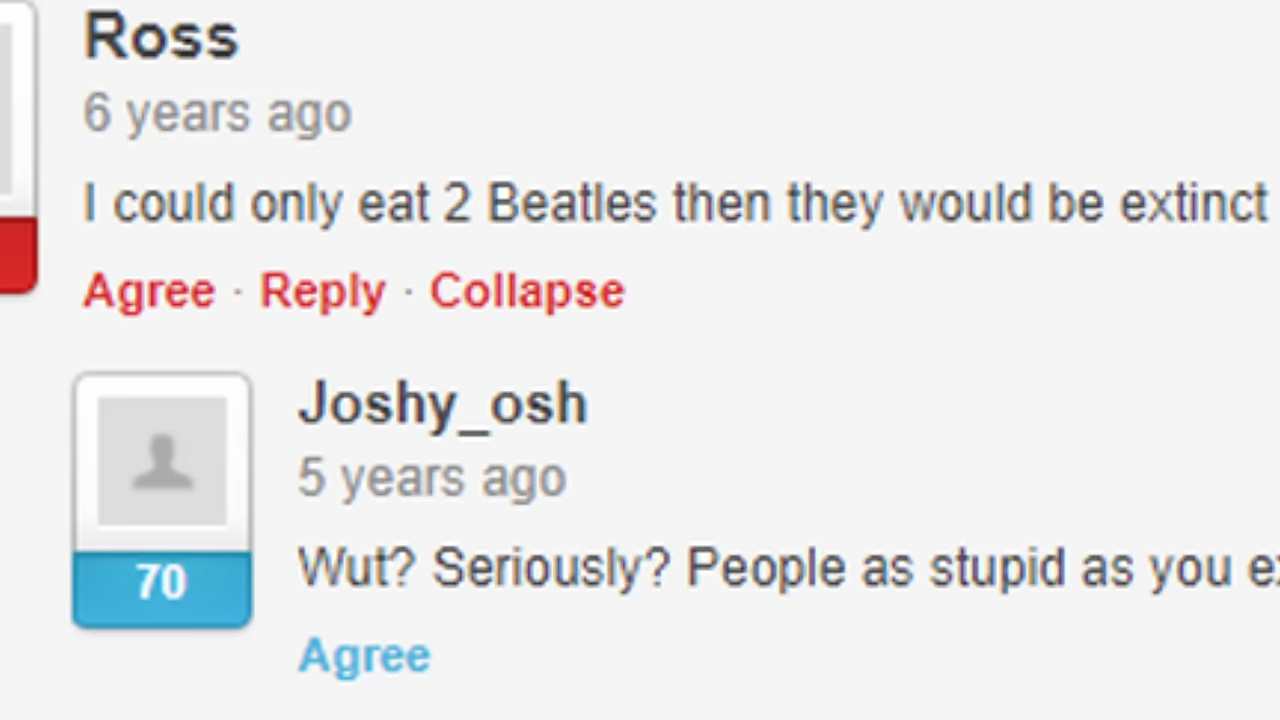 Ross
6 years ago
I could only eat 2 Beatles then they would be extinct
Agree · Reply · Collapse
Joshy_osh
5 years ago
Wut? Seriously? People as stupid as you
70
Agree